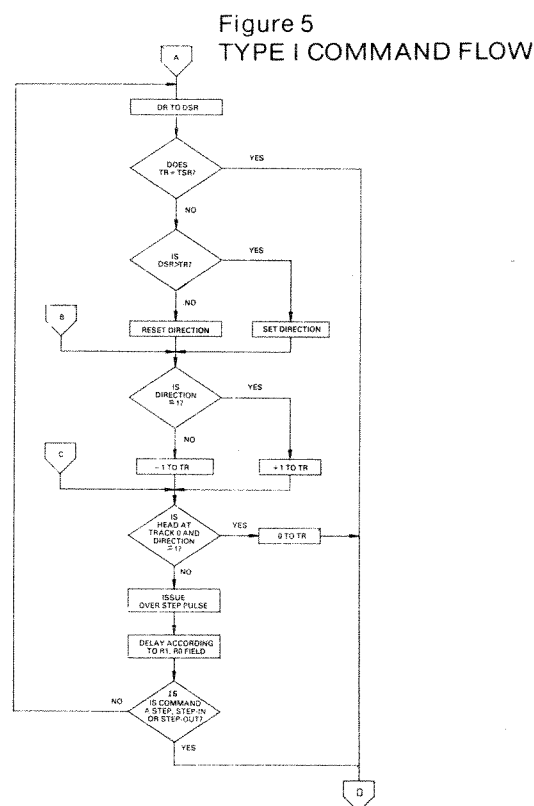 Figure 5
TYPE I COMMAND FLOW
A
DR TO DSR
DOES
TR = TSR?
YES
NO
IS
DSR>TR?
YES
NO
B
RESET DIRECTION
SET DIRECTION
IS
DIRECTION
= 1?
YES
NO
C
- 1 TO TR
+ 1 TO TR
IS
HEAD AT
TRACK 0 AND
DIRECTION
= 1?
YES
0 TO TR
NO
ISSUE
OVER STEP PULSE
DELAY ACCORDING
TO R1, R0 FIELD
IS
IS COMMAND
A STEP, STEP-IN
OR STEP-OUT?
NO
YES